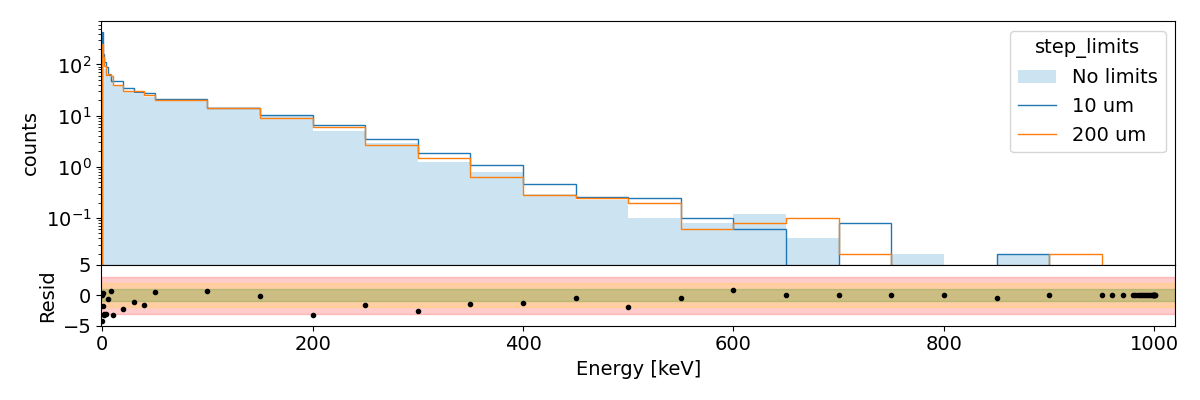 step_limits
No limits
10 um
200 um
counts
10²
10¹
10⁰
10⁻¹
Resid
5
0
−5
0 200 400 600 800 1000
Energy [keV]